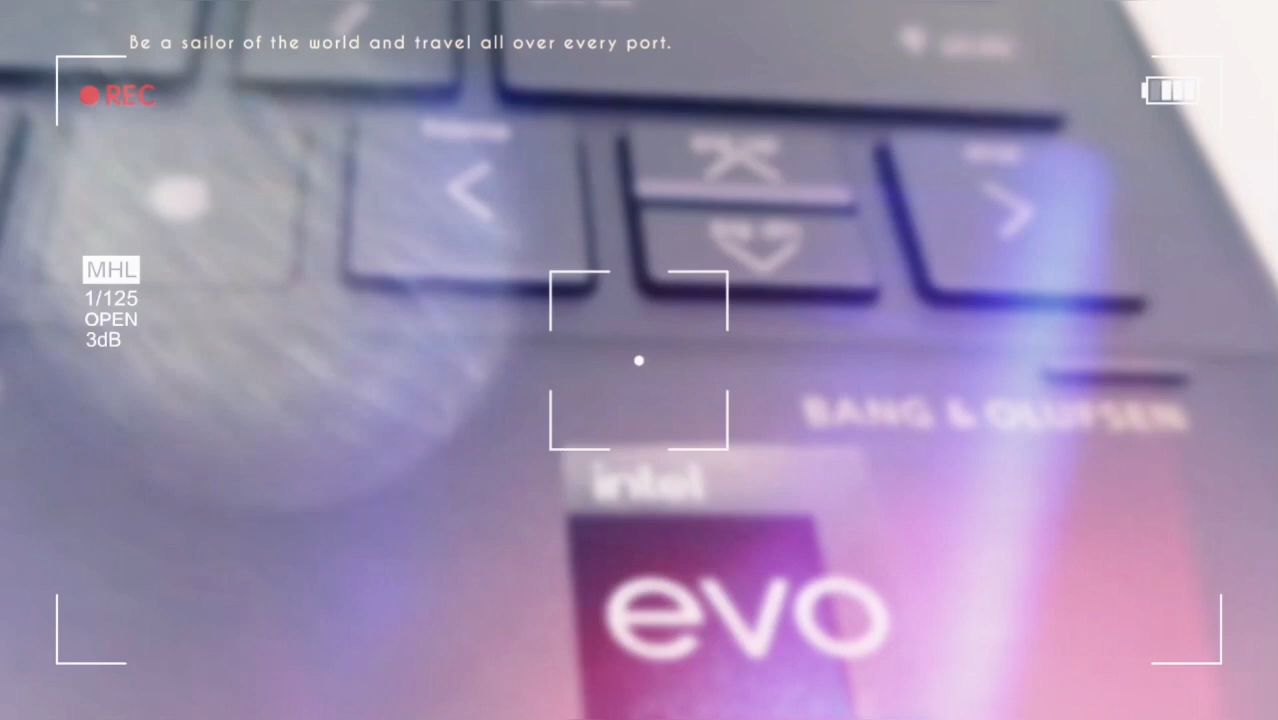 Be a sailor of the world and travel all over every port.
REC
MHL
1/125
OPEN
3dB
BANG & OLUFSEN
intel
evo